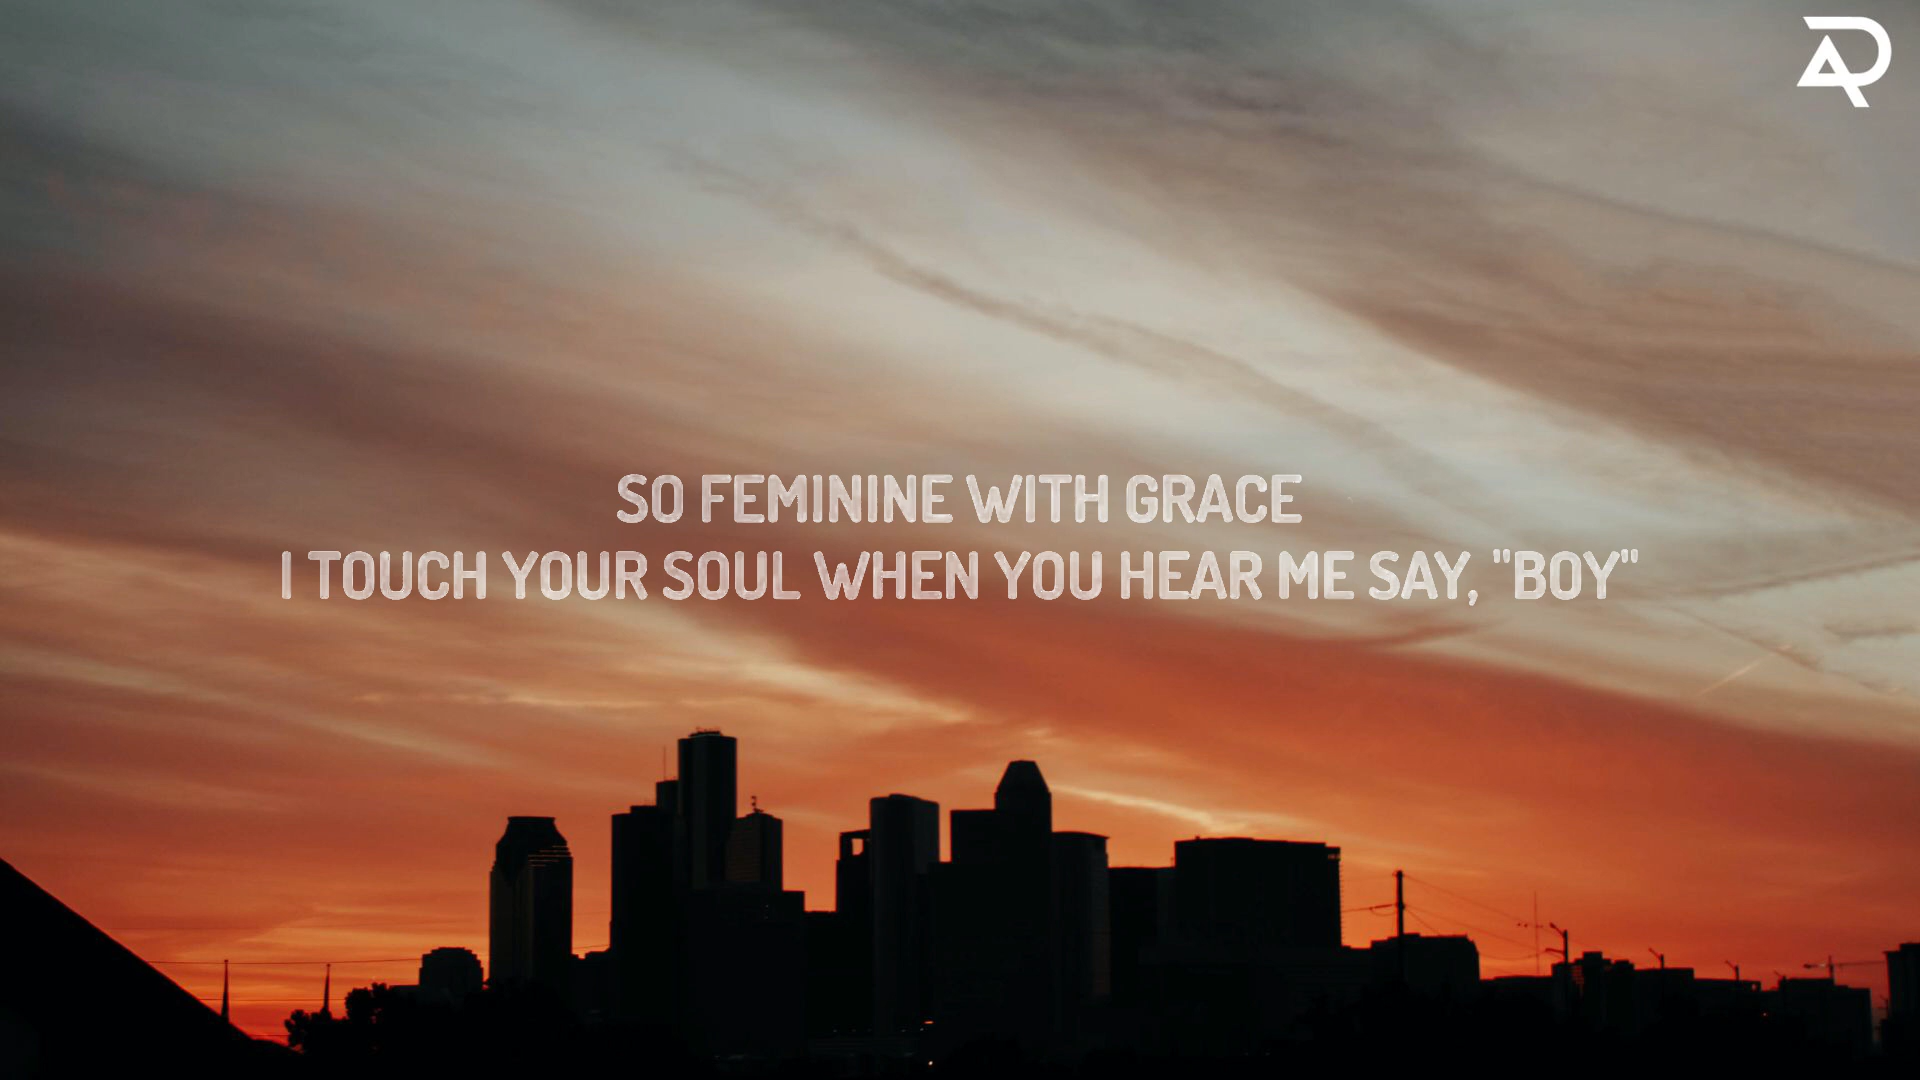 SO FEMININE WITH GRACE
I TOUCH YOUR SOUL WHEN YOU HEAR ME SAY, "BOY"